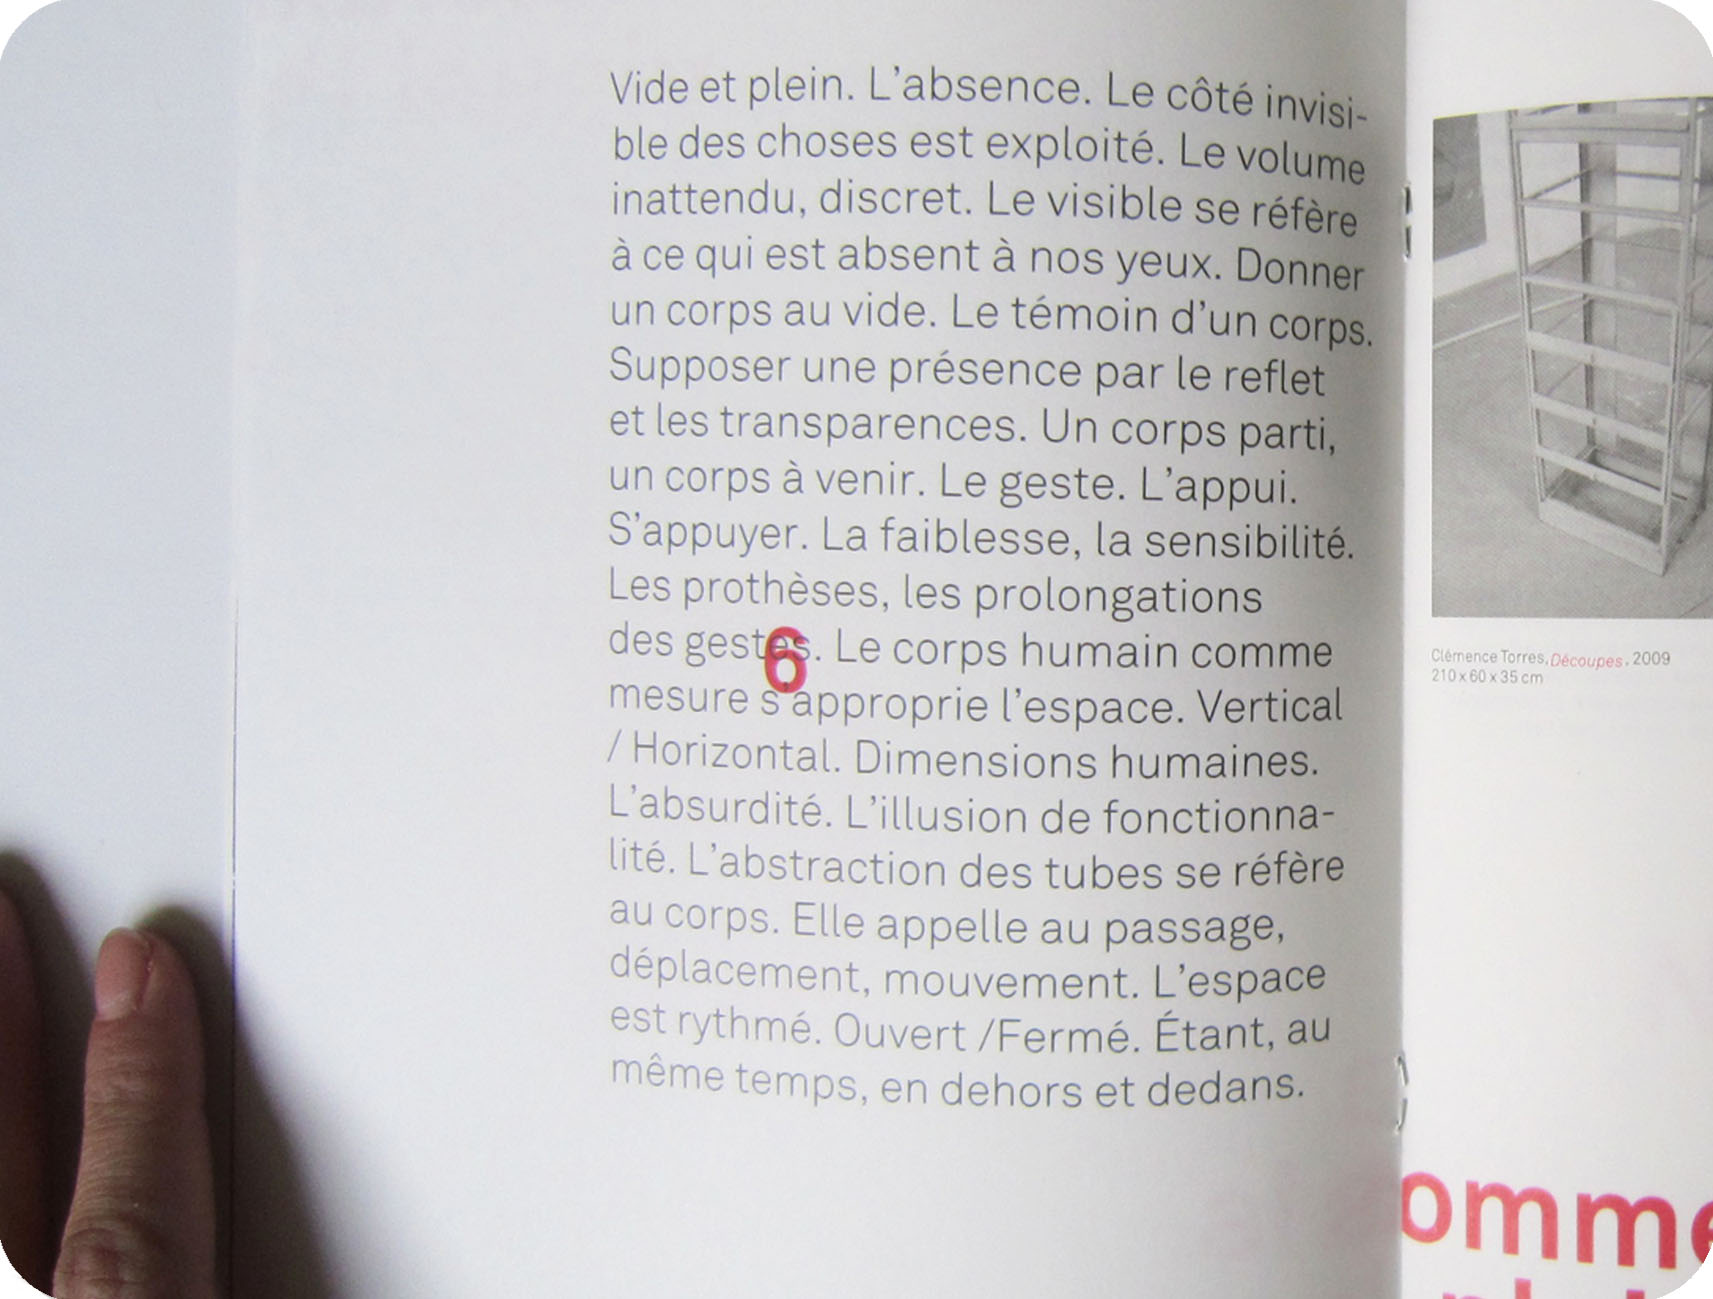 Vide et plein. L'absence. Le côté invisi-
ble des choses est exploité. Le volume
inattendu, discret. Le visible se réfère
à ce qui est absent à nos yeux. Donner
un corps au vide. Le témoin d'un corps.
Supposer une présence par le reflet
et les transparences. Un corps parti,
un corps à venir. Le geste. L'appui.
S'appuyer. La faiblesse, la sensibilité.
Les prothèses, les prolongations
des gestes. Le corps humain comme
mesure s'approprie l'espace. Vertical
/ Horizontal. Dimensions humaines.
L'absurdité. L'illusion de fonctionna-
lité. L'abstraction des tubes se réfère
au corps. Elle appelle au passage,
déplacement, mouvement. L'espace
est rythmé. Ouvert /Fermé. Étant, au
même temps, en dehors et dedans.
6
Clémence Torres, Découpes, 2009
210 x 60 x 35 cm
omme